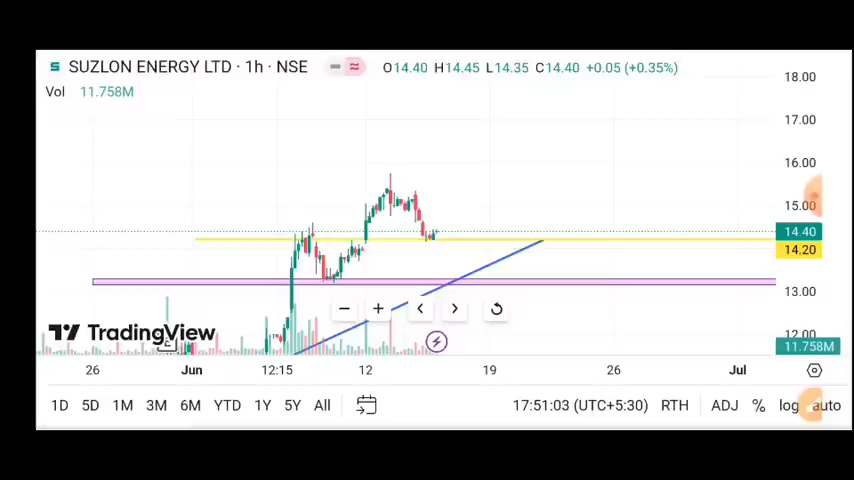 SUZLON ENERGY LTD · 1h · NSE O14.40 H14.45 L14.35 C14.40 +0.05 (+0.35%)
Vol 11.758M
18.00
17.00
16.00
15.00
14.40
14.20
13.00
12.00
TradingView
E
11.758M
26 Jun 12:15 12 19 26 Jul
1D 5D 1M 3M 6M YTD 1Y 5Y All 17:51:03 (UTC+5:30) RTH ADJ % log auto